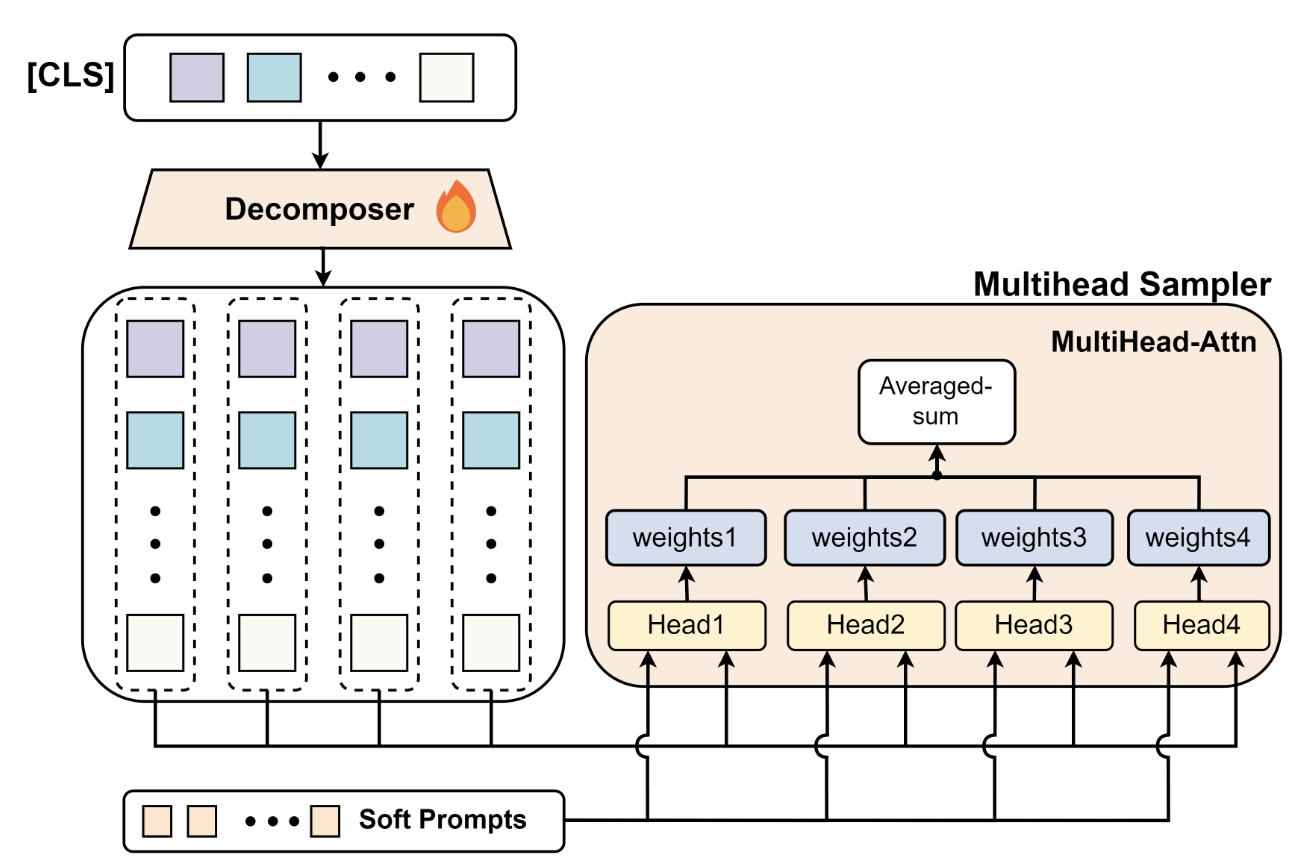 [CLS]
Decomposer
Multihead Sampler
MultiHead-Attn
Averaged-
sum
weights1 weights2 weights3 weights4
Head1 Head2 Head3 Head4
Soft Prompts